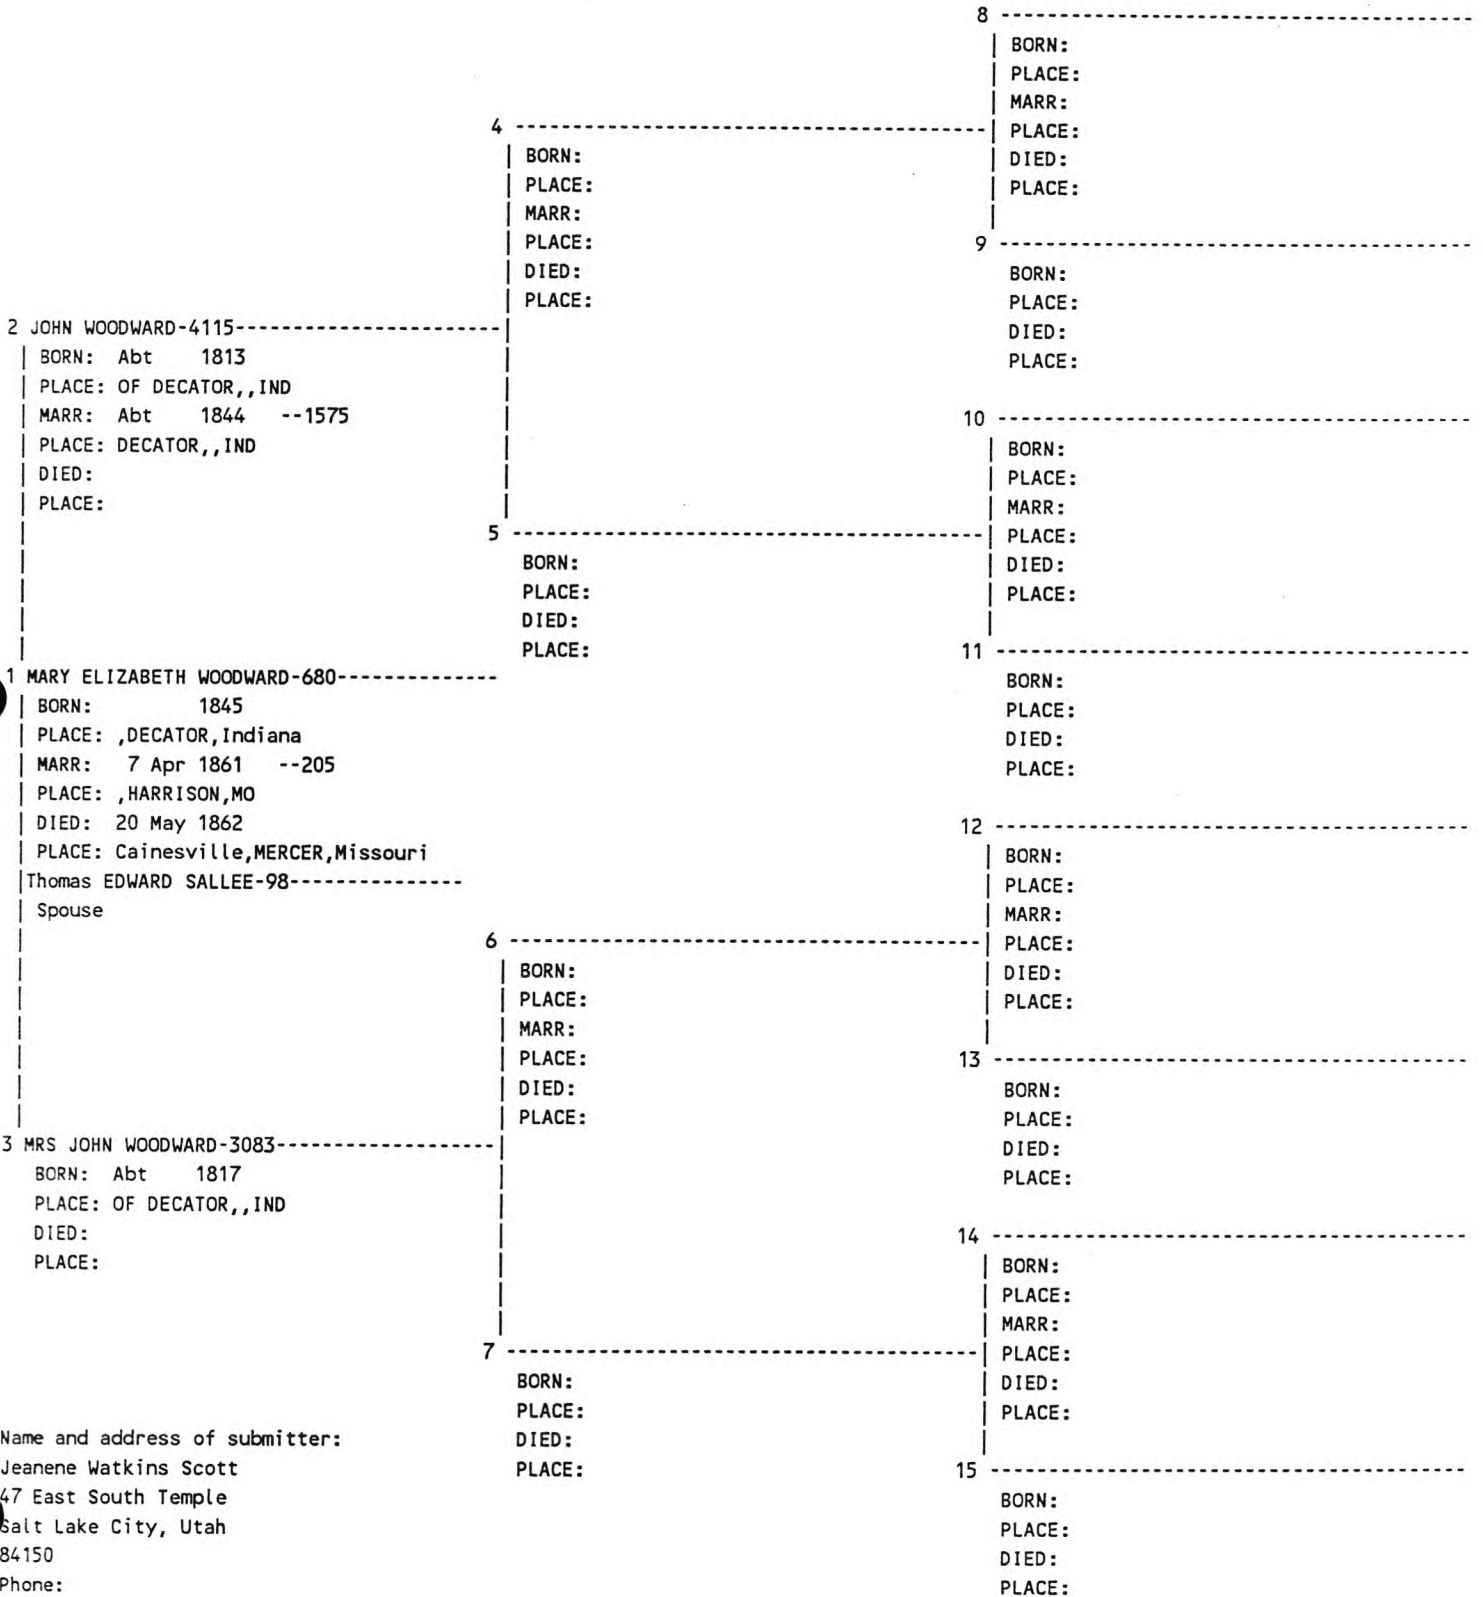 8 ----------------------------------------
| BORN:
| PLACE:
| MARR:
4 ----------------------------------------| PLACE:
| BORN: | DIED:
| PLACE: | PLACE:
| MARR: |
| PLACE: 9 ----------------------------------------
| DIED: BORN:
| PLACE: PLACE:
2 JOHN WOODWARD-4115-----------------------| DIED:
| BORN: Abt 1813 | PLACE:
| PLACE: OF DECATOR,,IND |
| MARR: Abt 1844 --1575 | 10 ----------------------------------------
| PLACE: DECATOR,,IND | | BORN:
| DIED: | | PLACE:
| PLACE: | | MARR:
| 5 ----------------------------------------| PLACE:
| BORN: | DIED:
| PLACE: | PLACE:
| DIED: |
| PLACE: 11 ----------------------------------------
1 MARY ELIZABETH WOODWARD-680--------------
| BORN: 1845 BORN:
| PLACE: ,DECATOR,Indiana PLACE:
| MARR: 7 Apr 1861 --205 DIED:
| PLACE: ,HARRISON,MO PLACE:
| DIED: 20 May 1862 12 ----------------------------------------
| PLACE: Cainesville,MERCER,Missouri | BORN:
|Thomas EDWARD SALLEE-98--------------- | PLACE:
| Spouse | MARR:
| 6 ----------------------------------------| PLACE:
| | BORN: | DIED:
| | PLACE: | PLACE:
| | MARR: |
| | PLACE: 13 ----------------------------------------
| | DIED: BORN:
| | PLACE: PLACE:
3 MRS JOHN WOODWARD-3083-------------------| DIED:
BORN: Abt 1817 | PLACE:
PLACE: OF DECATOR,,IND |
DIED: | 14 ----------------------------------------
PLACE: | | BORN:
| | PLACE:
| | MARR:
7 ----------------------------------------| PLACE:
BORN: | DIED:
PLACE: | PLACE:
Name and address of submitter: DIED: |
Jeanene Watkins Scott PLACE: 15 ----------------------------------------
47 East South Temple BORN:
Salt Lake City, Utah PLACE:
84150 DIED:
Phone: PLACE: